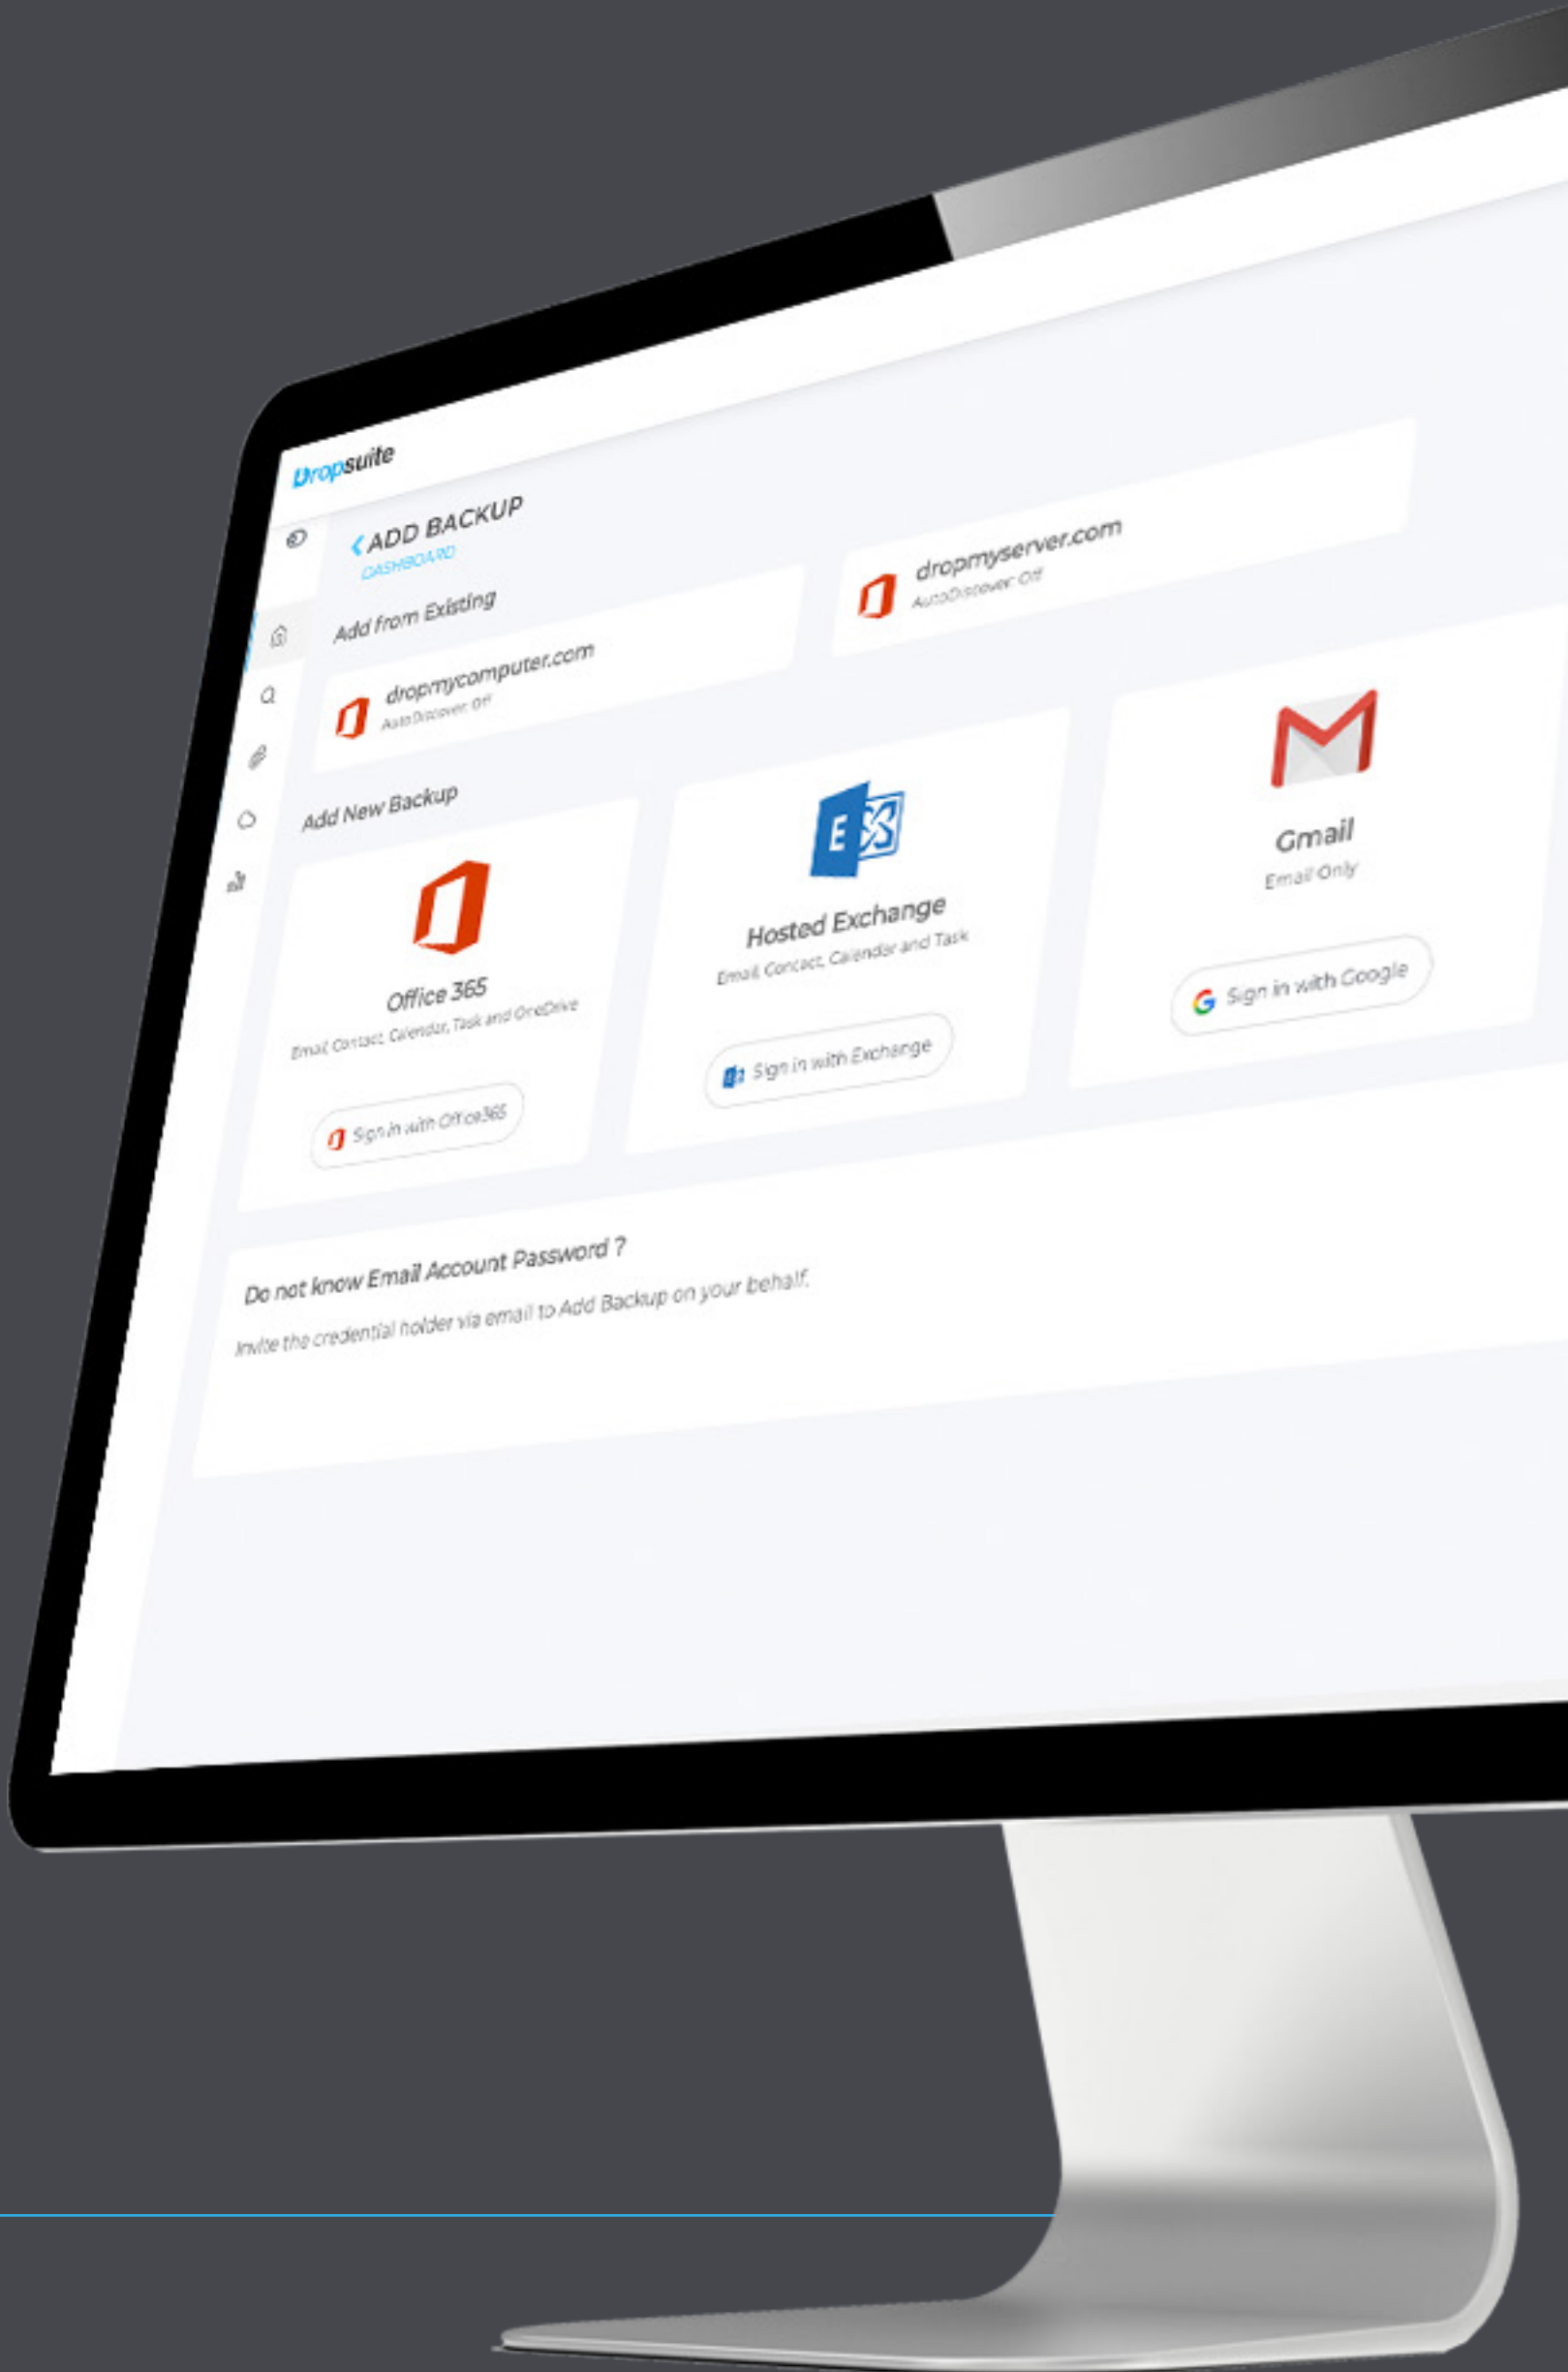 Dropsuite
ADD BACKUP
DASHBOARD
Add from Existing
dropmycomputer.com
AutoDiscover: Off
dropmyserver.com
AutoDiscover: Off
Add New Backup
Office 365
Email, Contact, Calendar, Task and OneDrive
Sign in with Office365
Hosted Exchange
Email, Contact, Calendar and Task
Sign in with Exchange
Gmail
Email Only
Sign in with Google
Do not know Email Account Password ?
Invite the credential holder via email to Add Backup on your behalf.